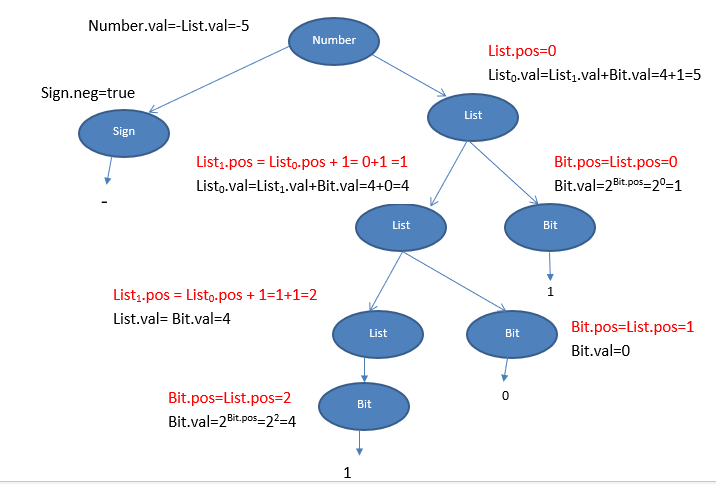 Number.val=-List.val=-5
Number
List.pos=0
List₀.val=List₁.val+Bit.val=4+1=5
Sign.neg=true
Sign
List
-
List₁.pos = List₀.pos + 1= 0+1 =1
List₀.val=List₁.val+Bit.val=4+0=4
Bit.pos=List.pos=0
Bit.val=2^Bit.pos=2⁰=1
List
Bit
1
List₁.pos = List₀.pos + 1=1+1=2
List.val= Bit.val=4
List
Bit
Bit.pos=List.pos=1
Bit.val=0
0
Bit.pos=List.pos=2
Bit.val=2^Bit.pos=2²=4
Bit
1